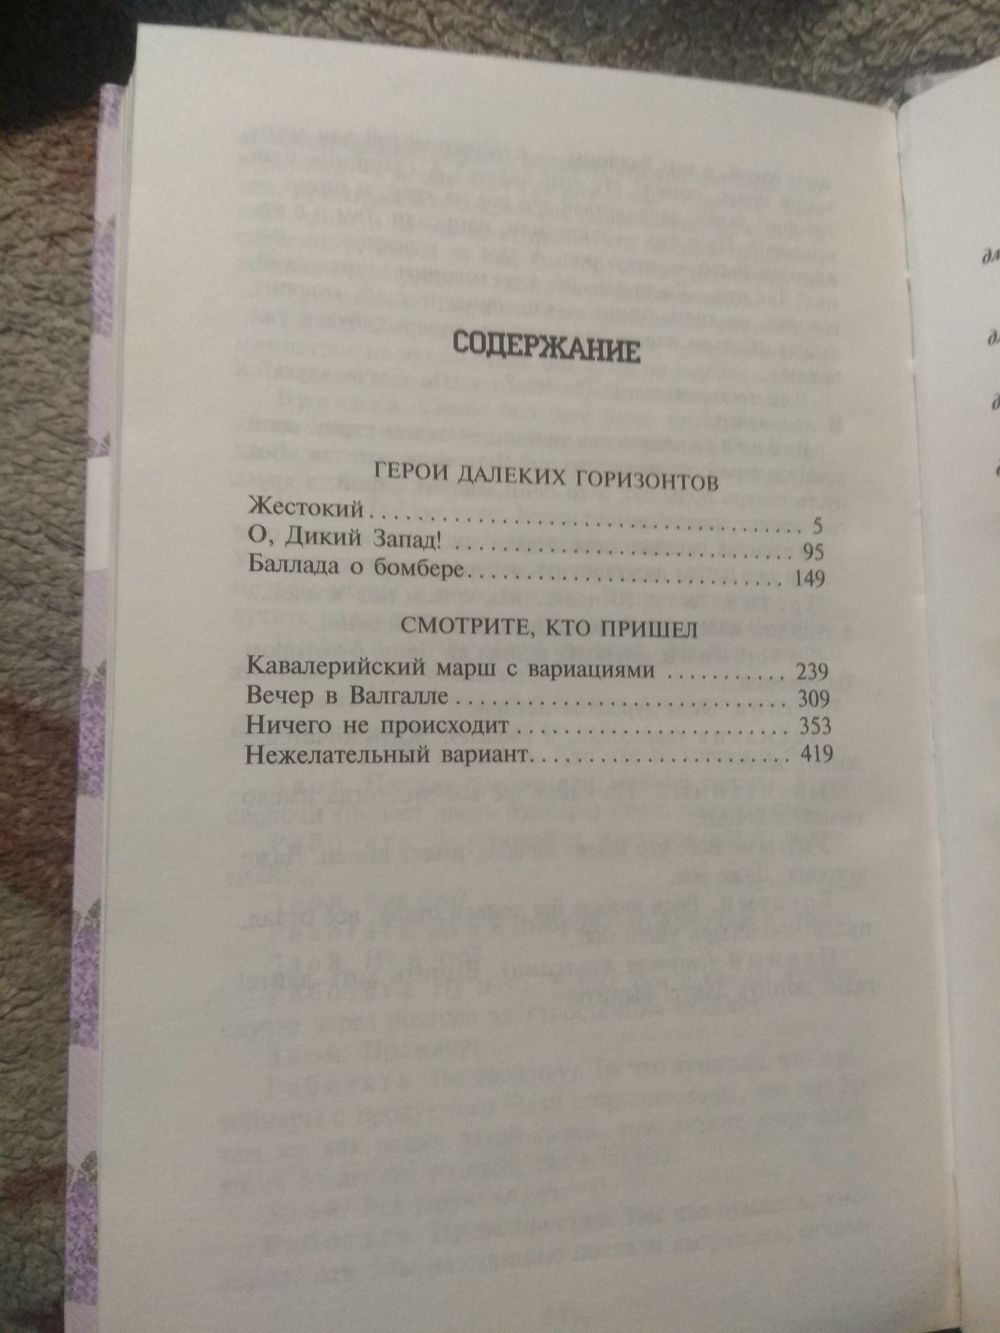 СОДЕРЖАНИЕ
ГЕРОИ ДАЛЕКИХ ГОРИЗОНТОВ
Жестокий . . . . . . . . . . . . . . . . . . . . . . . . . . . . . . . . . . . . 5
О, Дикий Запад! . . . . . . . . . . . . . . . . . . . . . . . . . . . . 95
Баллада о бомбере. . . . . . . . . . . . . . . . . . . . . . . . . . 149
СМОТРИТЕ, КТО ПРИШЕЛ
Кавалерийский марш с вариациями . . . . . . . . . . . 239
Вечер в Валгалле . . . . . . . . . . . . . . . . . . . . . . . . . . . 309
Ничего не происходит . . . . . . . . . . . . . . . . . . . . . . . 353
Нежелательный вариант. . . . . . . . . . . . . . . . . . . . . . 419